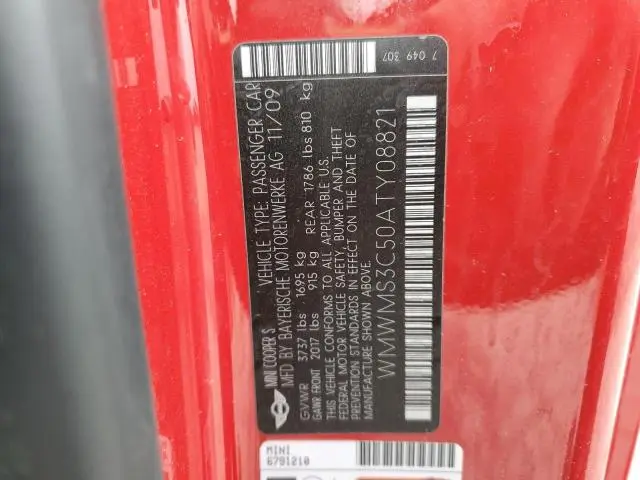 7 049 307
MINI COOPER S VEHICLE TYPE. PASSENGER CAR
MFD BY BAYERISCHE MOTORENWERKE AG 11/09
GVWR 3737 lbs 1695 kg
GAWR FRONT 2017 lbs 915 kg REAR 1786 lbs 810 kg
THIS VEHICLE CONFORMS TO ALL APPLICABLE U.S.
FEDERAL MOTOR VEHICLE SAFETY, BUMPER AND THEFT
PREVENTION STANDARDS IN EFFECT ON THE DATE OF
MANUFACTURE SHOWN ABOVE.
WMWMS3C50ATY08821
MINI
6791210